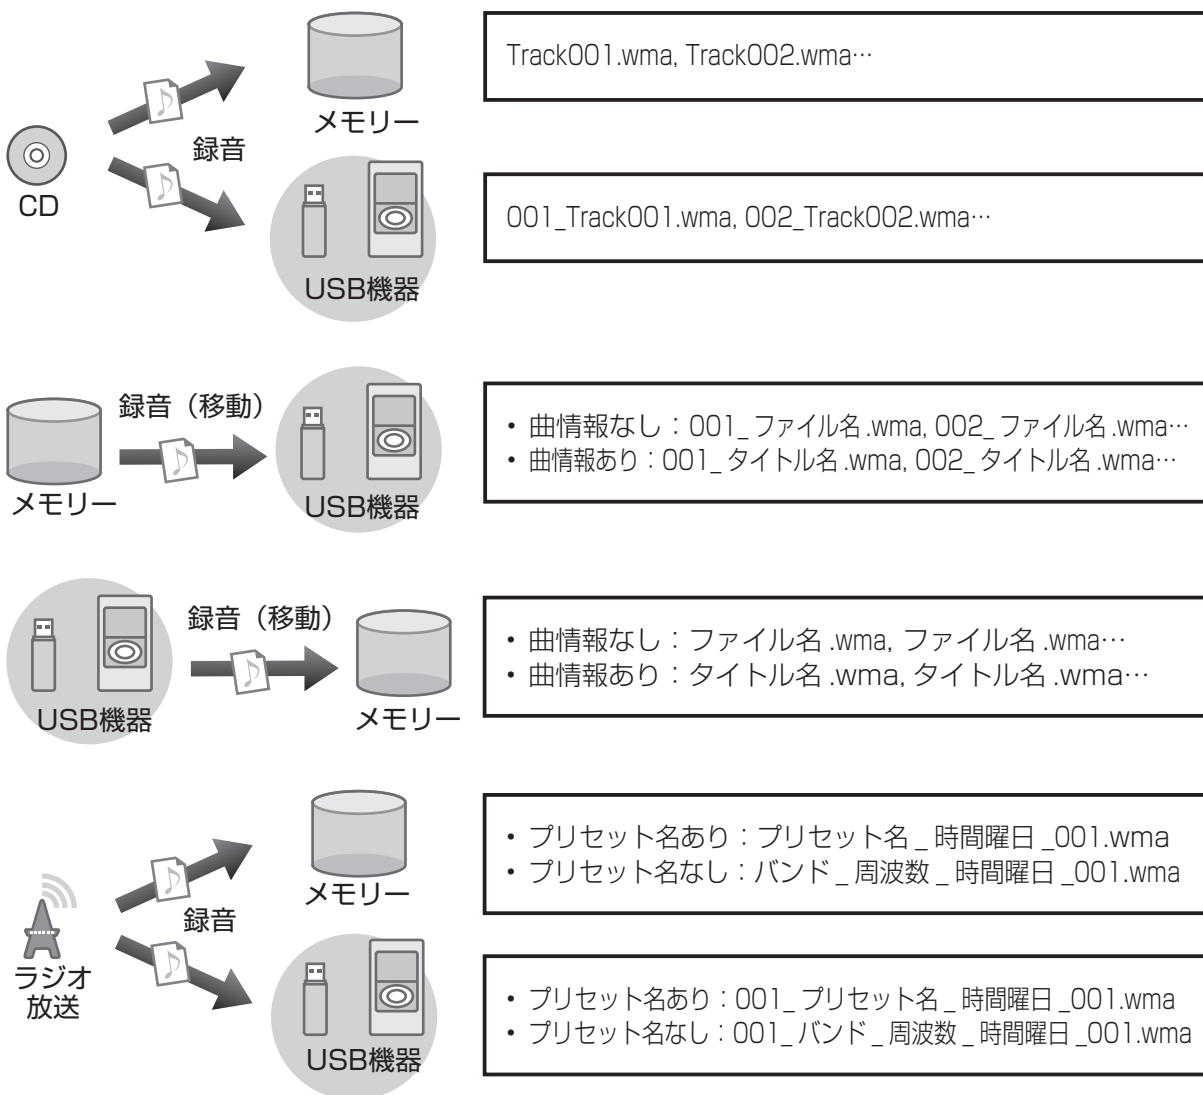 Track001.wma, Track002.wma…
メモリー
録音
CD
001_Track001.wma, 002_Track002.wma…
USB機器
録音（移動）
メモリー
USB機器
• 曲情報なし：001_ ファイル名 .wma, 002_ ファイル名 .wma…
• 曲情報あり：001_ タイトル名 .wma, 002_ タイトル名 .wma…
録音（移動）
USB機器
メモリー
• 曲情報なし：ファイル名 .wma, ファイル名 .wma…
• 曲情報あり：タイトル名 .wma, タイトル名 .wma…
メモリー
• プリセット名あり：プリセット名 _ 時間曜日 _001.wma
• プリセット名なし：バンド _ 周波数 _ 時間曜日 _001.wma
録音
ラジオ
放送
USB機器
• プリセット名あり：001_ プリセット名 _ 時間曜日 _001.wma
• プリセット名なし：001_ バンド _ 周波数 _ 時間曜日 _001.wma